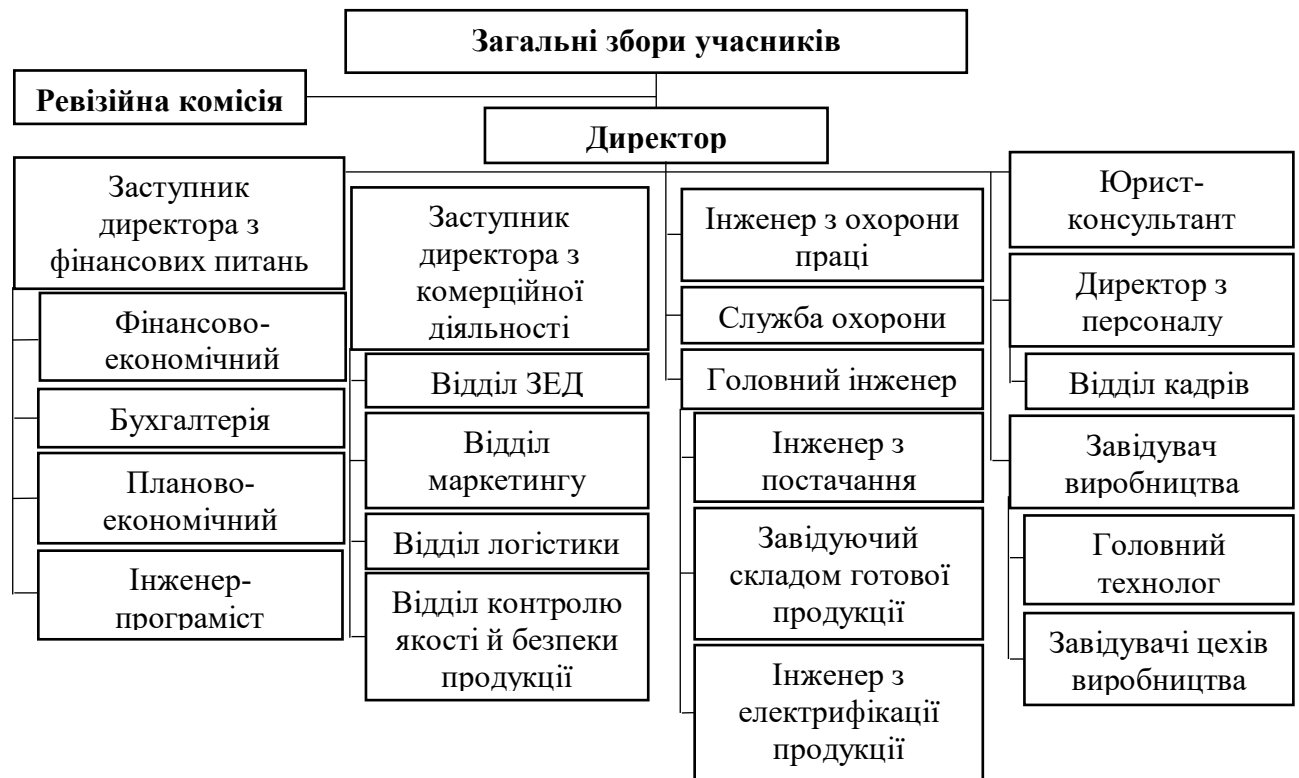 Загальні збори учасників
Ревізійна комісія
Директор
Заступник
директора з
фінансових питань
Фінансово-
економічний
Бухгалтерія
Планово-
економічний
Інженер-
програміст
Заступник
директора з
комерційної
діяльності
Відділ ЗЕД
Відділ
маркетингу
Відділ логістики
Відділ контролю
якості й безпеки
продукції
Інженер з охорони
праці
Служба охорони
Головний інженер
Інженер з
постачання
Завідуючий
складом готової
продукції
Інженер з
електрифікації
продукції
Юрист-
консультант
Директор з
персоналу
Відділ кадрів
Завідувач
виробництва
Головний
технолог
Завідувачі цехів
виробництва